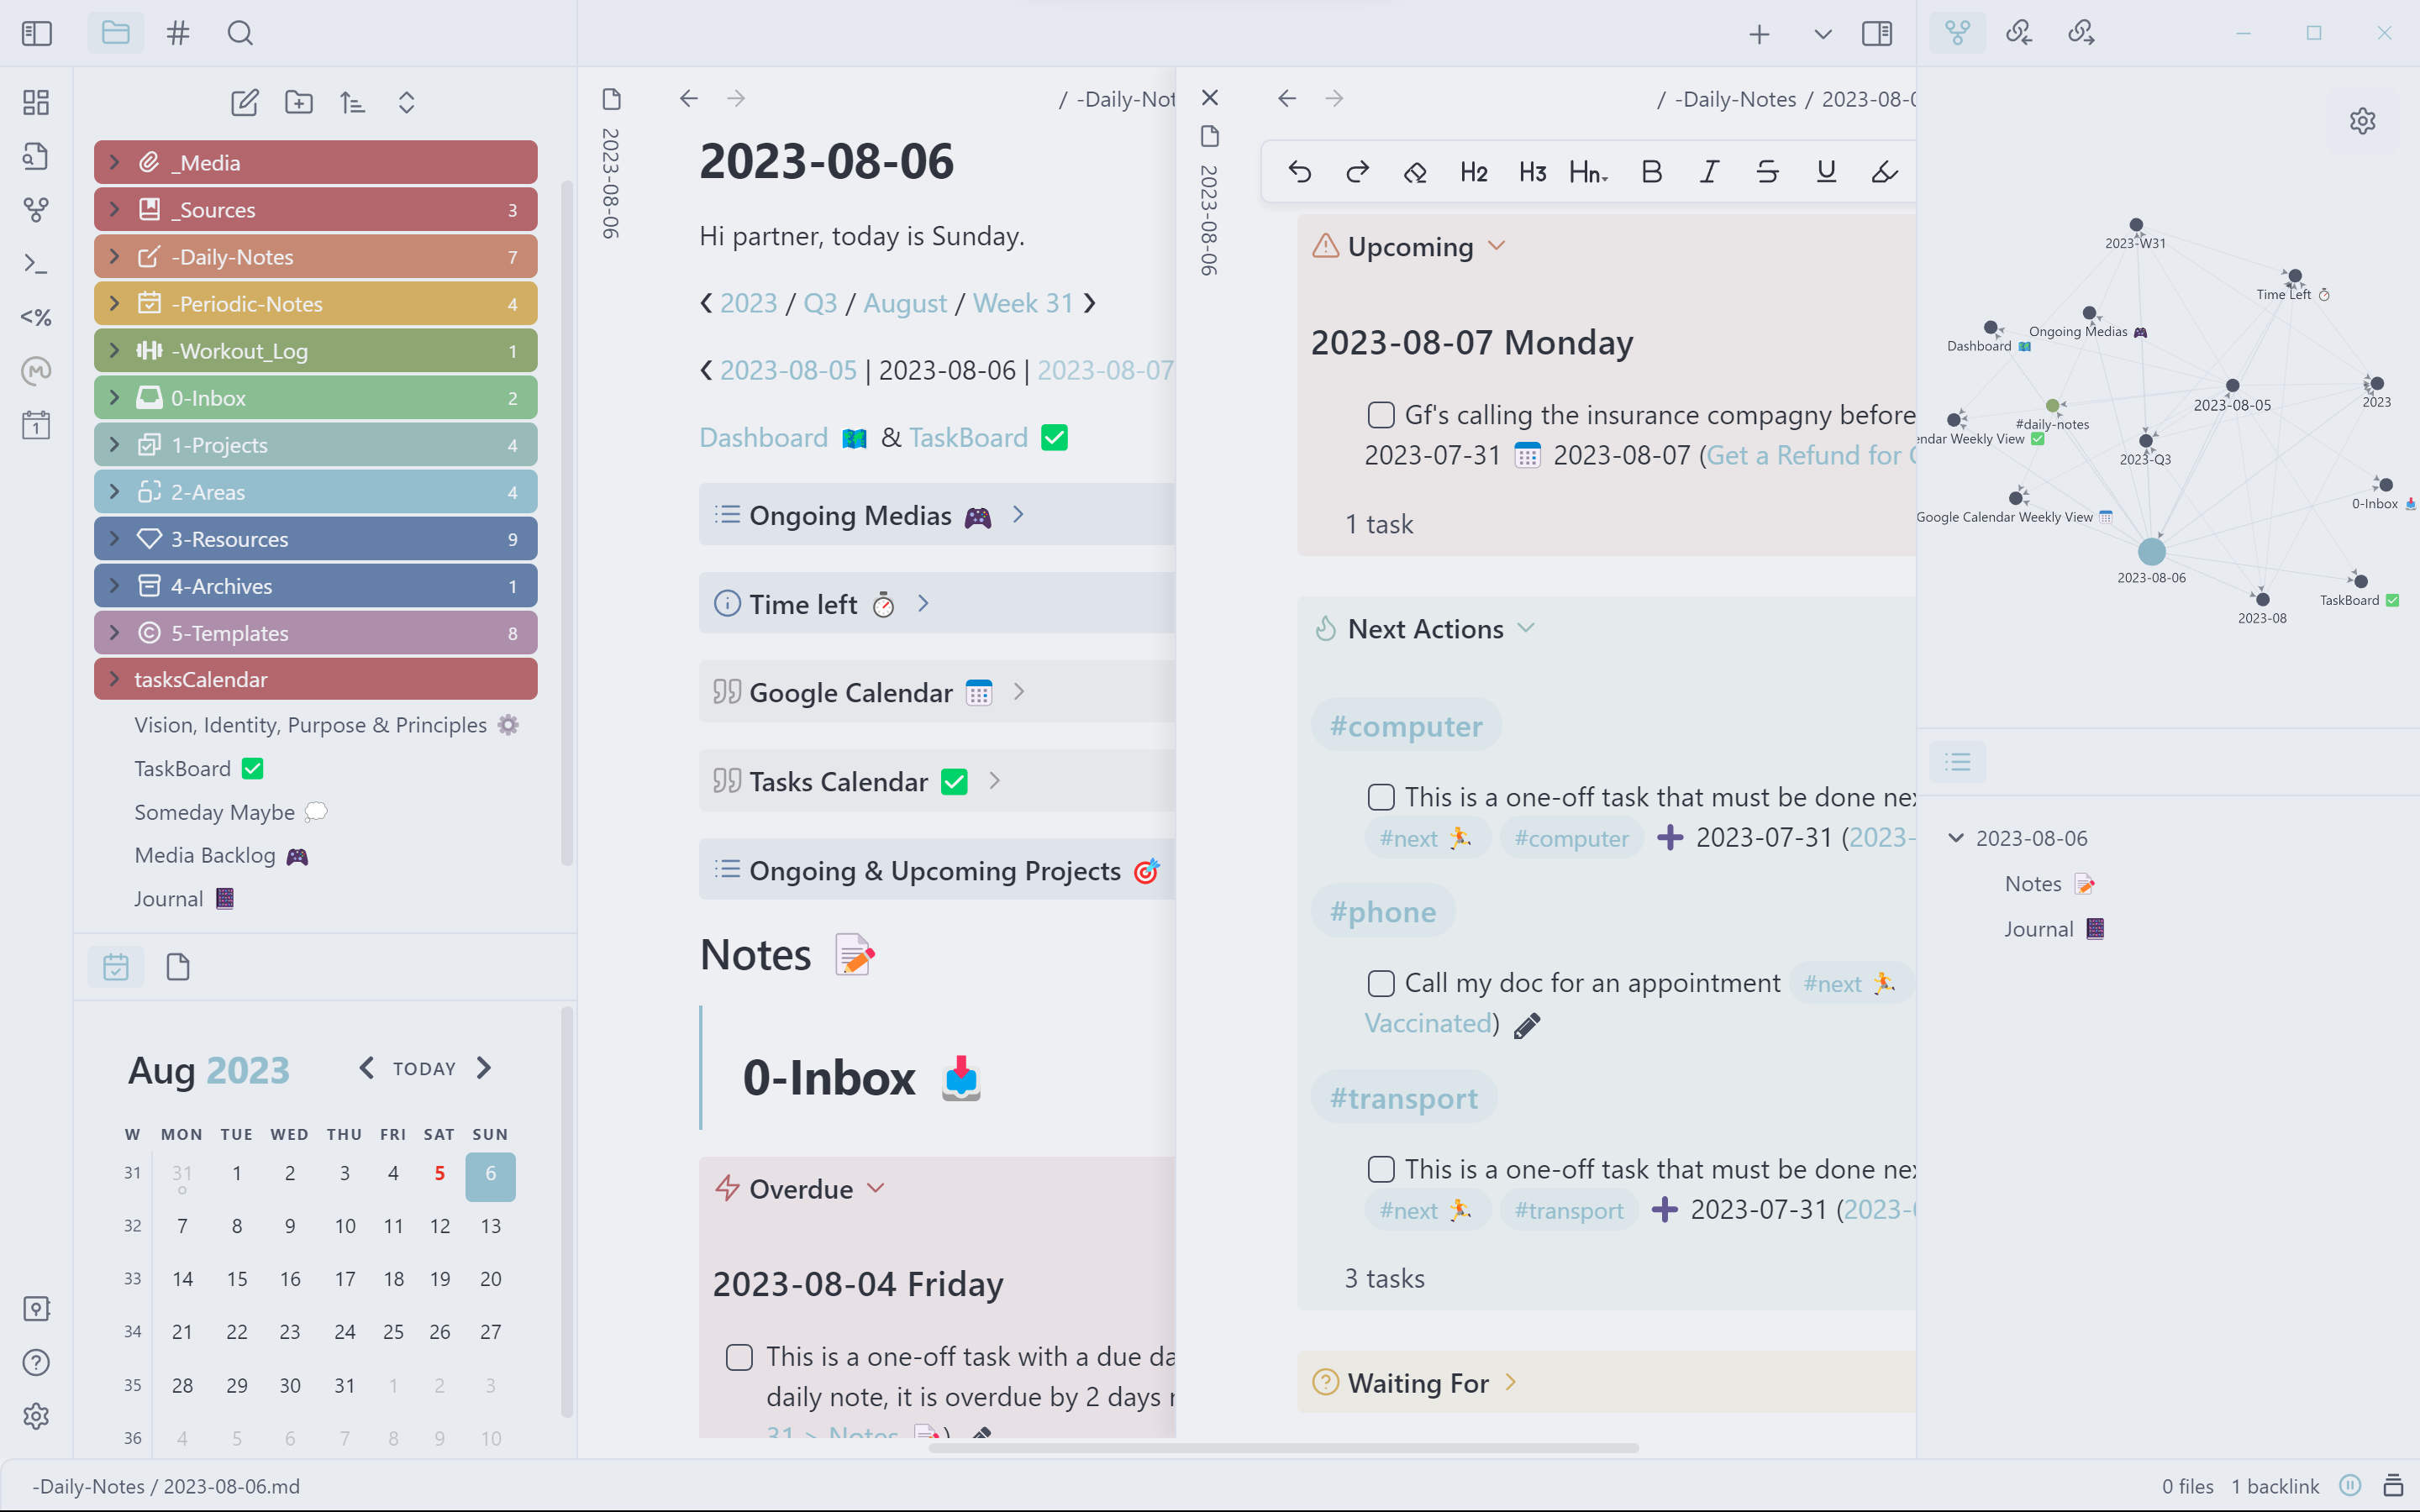 _Media
_Sources 3
-Daily-Notes 7
-Periodic-Notes 4
-Workout_Log 1
0-Inbox 2
1-Projects 4
2-Areas 4
3-Resources 9
4-Archives 1
5-Templates 8
tasksCalendar
Vision, Identity, Purpose & Principles ⚙️
TaskBoard ✅
Someday Maybe 💭
Media Backlog 🎮
Journal 📓
Aug 2023
TODAY
W MON TUE WED THU FRI SAT SUN
31 31 1 2 3 4 5 6
32 7 8 9 10 11 12 13
33 14 15 16 17 18 19 20
34 21 22 23 24 25 26 27
35 28 29 30 31 1 2 3
36 4 5 6 7 8 9 10
2023-08-06
/ -Daily-Not
2023-08-06
Hi partner, today is Sunday.
❮ 2023 / Q3 / August / Week 31 ❯
❮ 2023-08-05 | 2023-08-06 | 2023-08-07
Dashboard 🗺️ & TaskBoard ✅
Ongoing Medias 🎮
Time left ⏱️
Google Calendar 📅
Tasks Calendar ✅
Ongoing & Upcoming Projects 🎯
Notes 📝
0-Inbox 📥
Overdue
2023-08-04 Friday
This is a one-off task with a due da
daily note, it is overdue by 2 days
31 > Notes 📝)
2023-08-06
/ -Daily-Notes / 2023-08-0
H2 H3 Hn B I S U
Upcoming
2023-08-07 Monday
Gf's calling the insurance compagny before
2023-07-31 📅 2023-08-07 (Get a Refund for
1 task
Next Actions
#computer
This is a one-off task that must be done nex
#next 🏃 #computer ➕ 2023-07-31 (2023-
#phone
Call my doc for an appointment #next 🏃
Vaccinated)
#transport
This is a one-off task that must be done nex
#next 🏃 #transport ➕ 2023-07-31 (2023-
3 tasks
Waiting For
2023-W31
Time Left ⏱️
Ongoing Medias 🎮
Dashboard 🗺️
2023-08-05
2023
#daily-notes
endar Weekly View ✅
2023-Q3
0-Inbox 📥
Google Calendar Weekly View 📅
2023-08-06
TaskBoard ✅
2023-08
2023-08-06
Notes 📝
Journal 📓
<%
1
-Daily-Notes / 2023-08-06.md
0 files 1 backlink